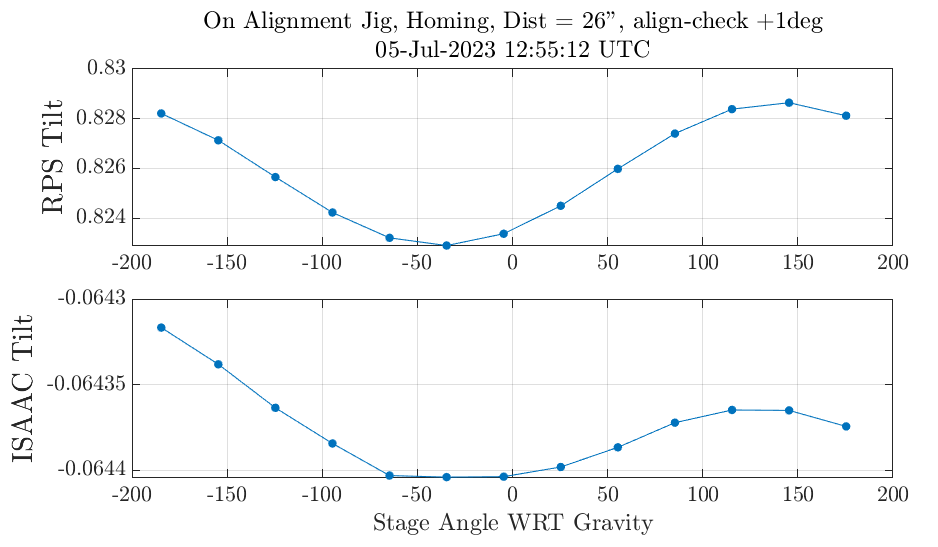 On Alignment Jig, Homing, Dist = 26", align-check +1deg
05-Jul-2023 12:55:12 UTC
RPS Tilt
0.83
0.828
0.826
0.824
-200 -150 -100 -50 0 50 100 150 200
ISAAC Tilt
-0.0643
-0.06435
-0.0644
-200 -150 -100 -50 0 50 100 150 200
Stage Angle WRT Gravity